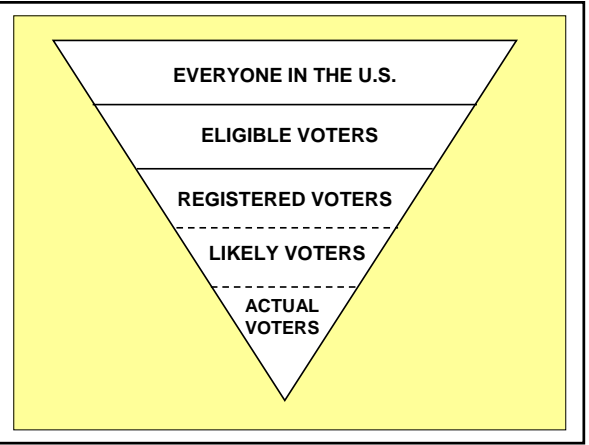 EVERYONE IN THE U.S.
ELIGIBLE VOTERS
REGISTERED VOTERS
LIKELY VOTERS
ACTUAL
VOTERS